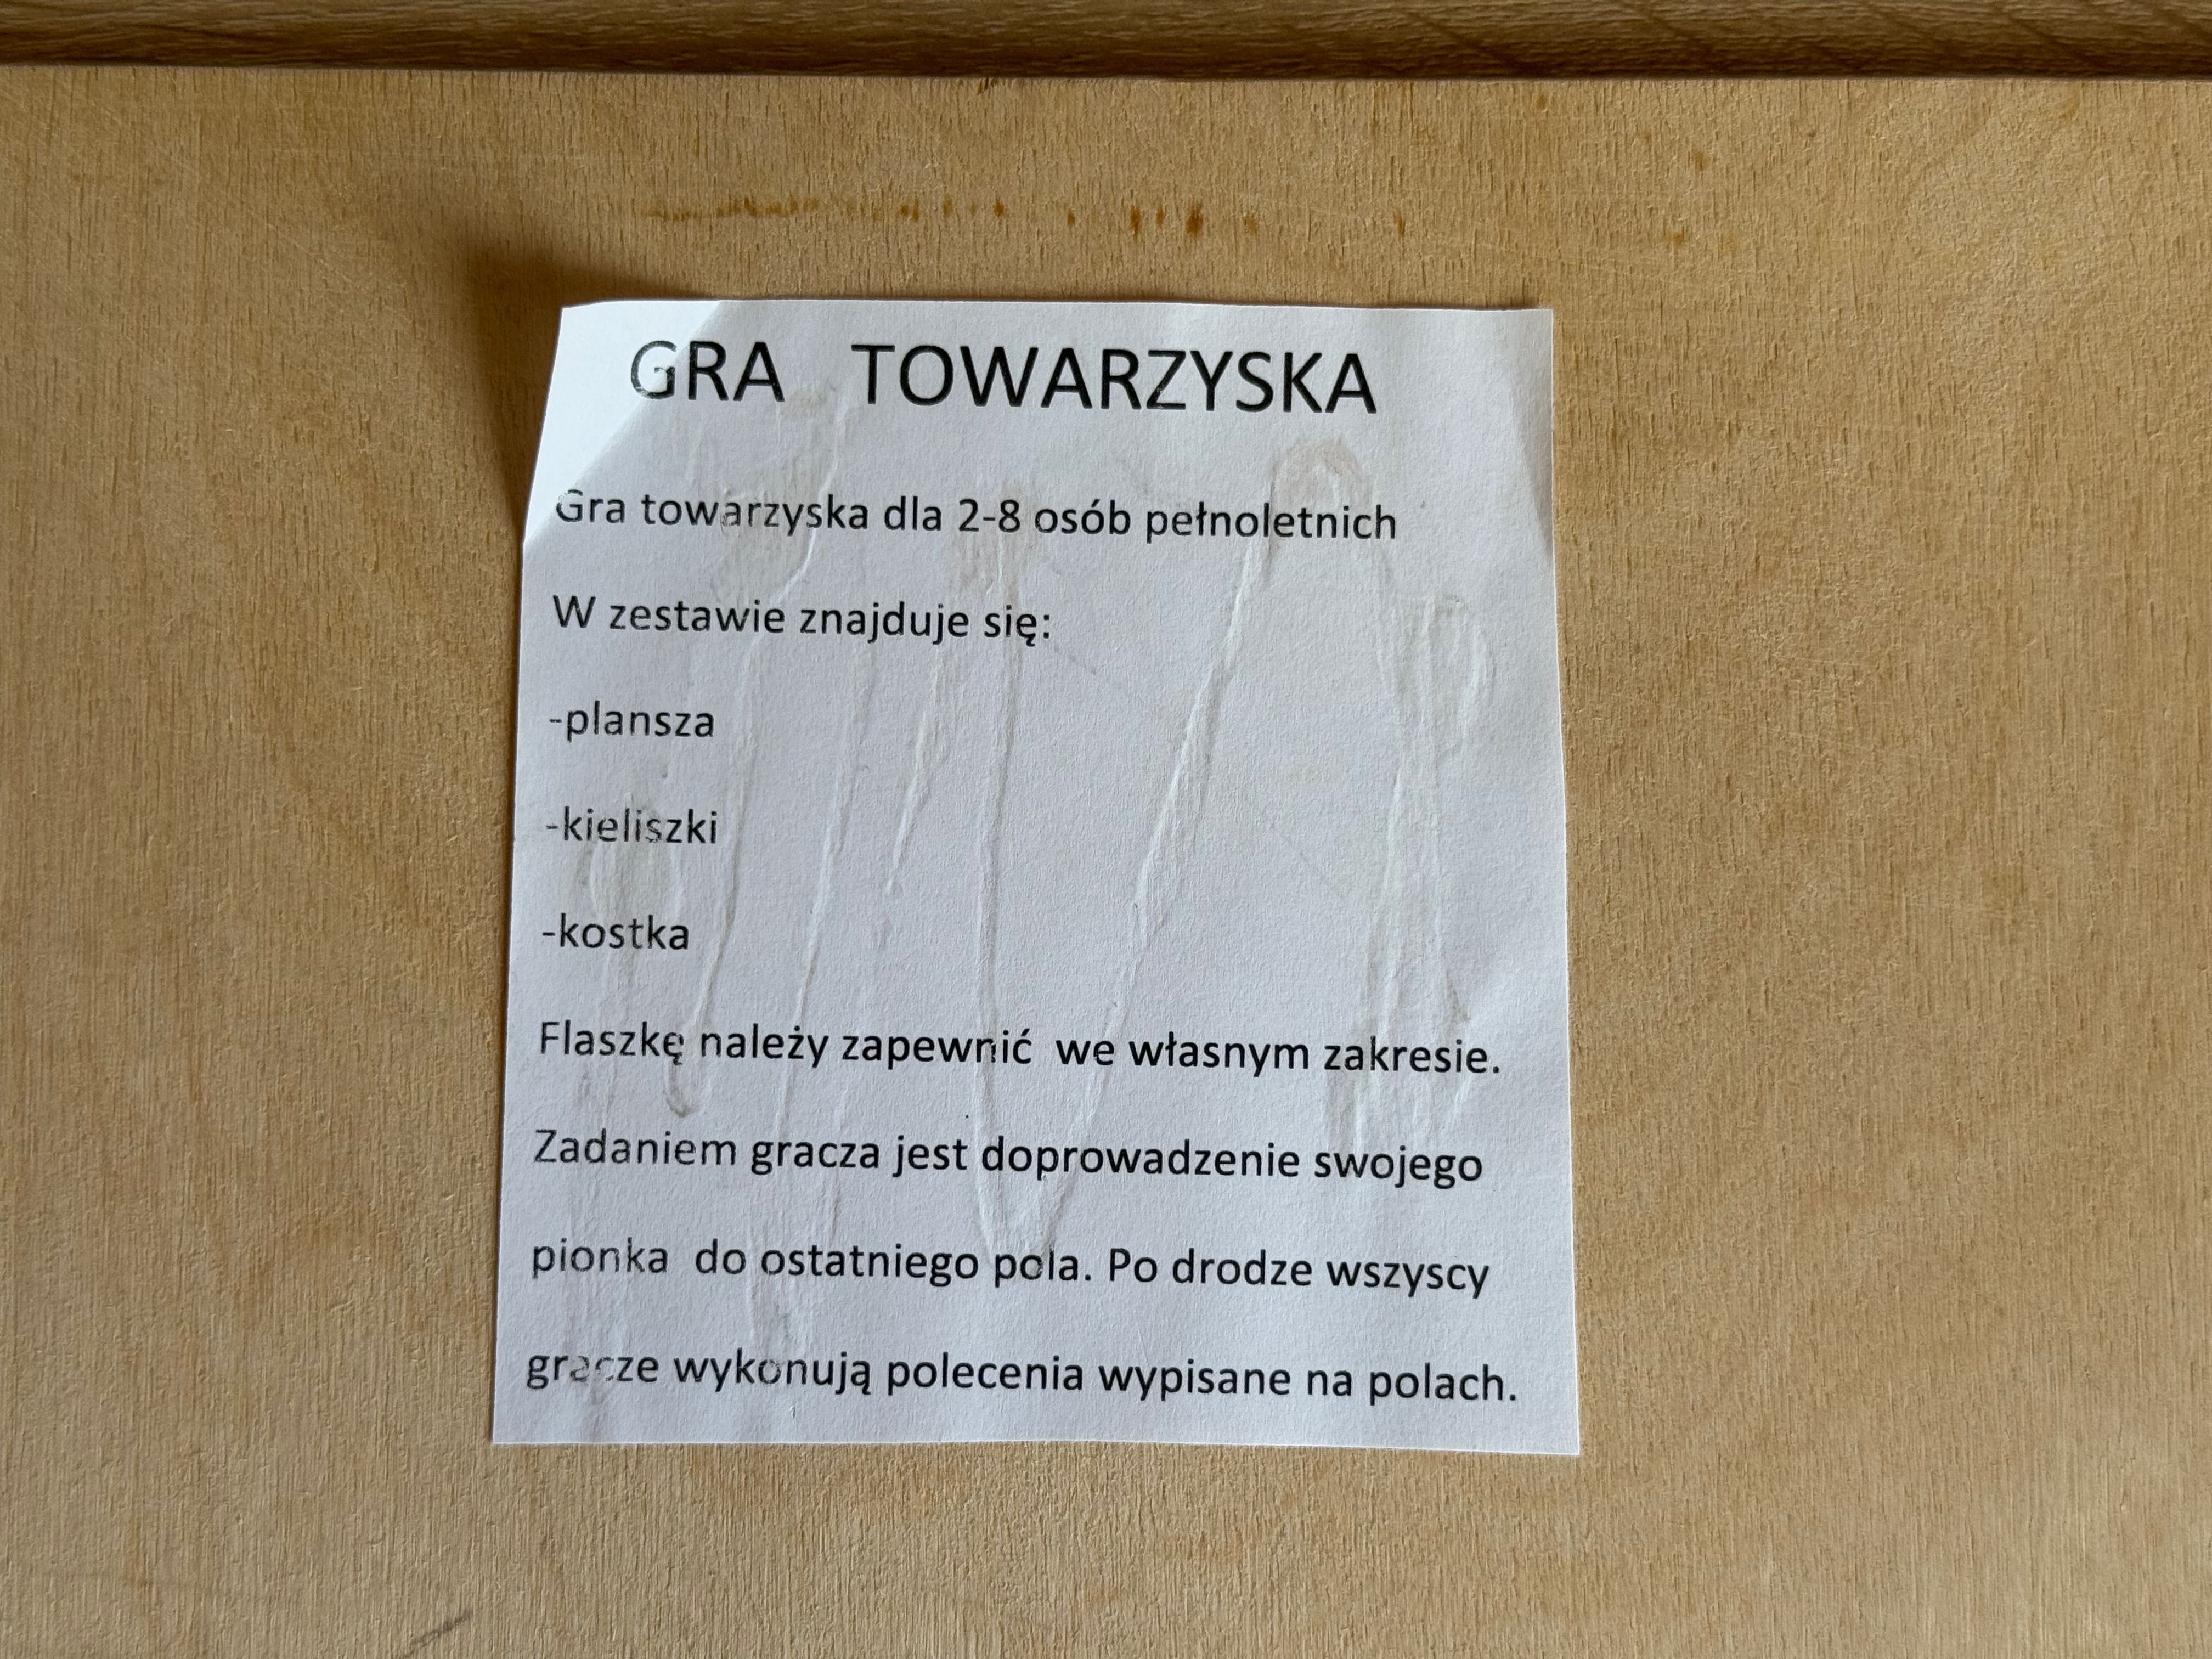 GRA TOWARZYSKA
Gra towarzyska dla 2-8 osób pełnoletnich
W zestawie znajduje się:
-plansza
-kieliszki
-kostka
Flaszkę należy zapewnić we własnym zakresie.
Zadaniem gracza jest doprowadzenie swojego
pionka do ostatniego pola. Po drodze wszyscy
gracze wykonują polecenia wypisane na polach.